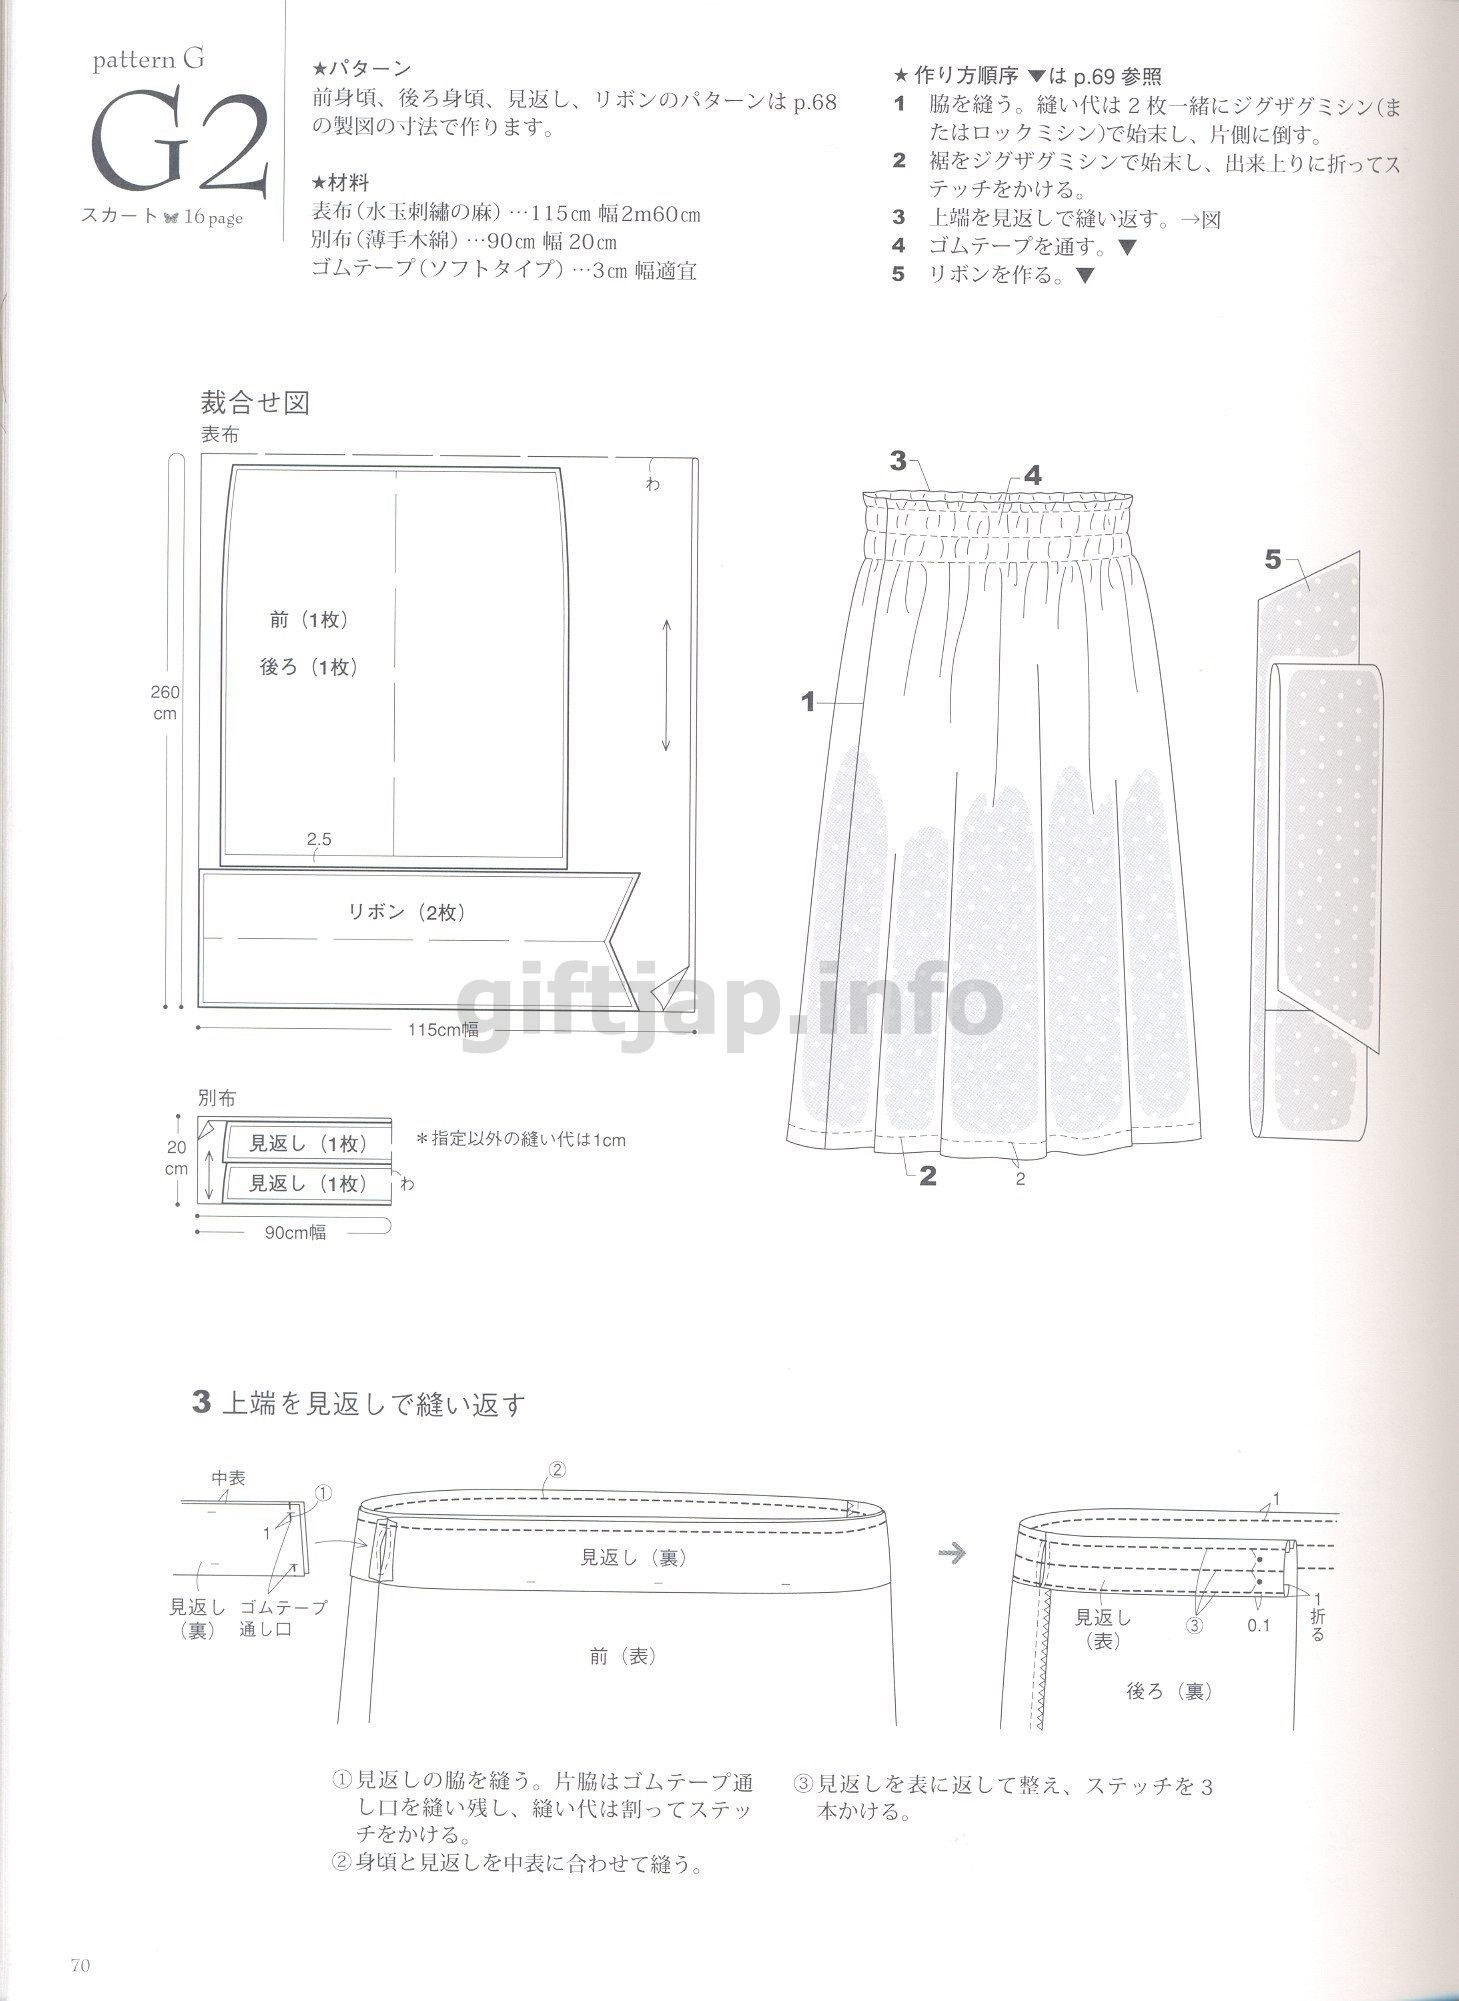 pattern G
G2
スカート 16 page
★パターン
前身頃、後ろ身頃、見返し、リボンのパターンは p.68
の製図の寸法で作ります。
★材料
表布（水玉刺繍の麻）…115㎝ 幅2m60㎝
別布（薄手木綿）…90㎝ 幅 20㎝
ゴムテープ（ソフトタイプ）…3㎝ 幅適宜
★ 作り方順序 ▼は p.69 参照
1 脇を縫う。縫い代は 2 枚一緒にジグザグミシン（ま
たはロックミシン）で始末し、片側に倒す。
2 裾をジグザグミシンで始末し、出来上りに折ってス
テッチをかける。
3 上端を見返しで縫い返す。→図
4 ゴムテープを通す。▼
5 リボンを作る。▼
裁合せ図
表布
わ
前（1枚）
後ろ（1枚）
260
cm
2.5
リボン（2枚）
115cm幅
別布
20
cm
見返し（1枚）
見返し（1枚）
わ
90cm幅
＊指定以外の縫い代は1cm
3
4
5
1
2
2
giftjap.info
3 上端を見返しで縫い返す
中表
①
1
見返し
（裏）
ゴムテープ
通し口
②
見返し（裏）
前（表）
1
見返し
（表）
③
0.1
1
折る
後ろ（裏）
①見返しの脇を縫う。片脇はゴムテープ通
し口を縫い残し、縫い代は割ってステッ
チをかける。
②身頃と見返しを中表に合わせて縫う。
③見返しを表に返して整え、ステッチを 3
本かける。
70